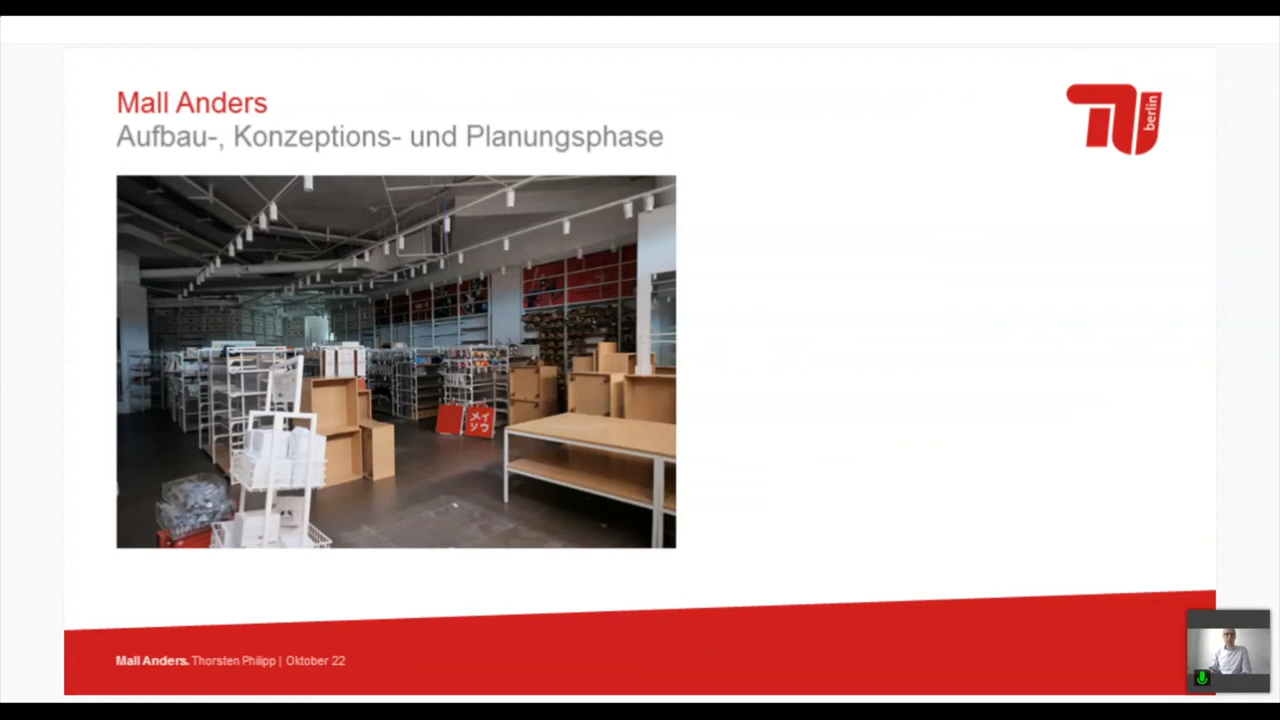 Mall Anders
Aufbau-, Konzeptions- und Planungsphase
berlin
メイ
ソウ
Mall Anders. Thorsten Philipp | Oktober 22